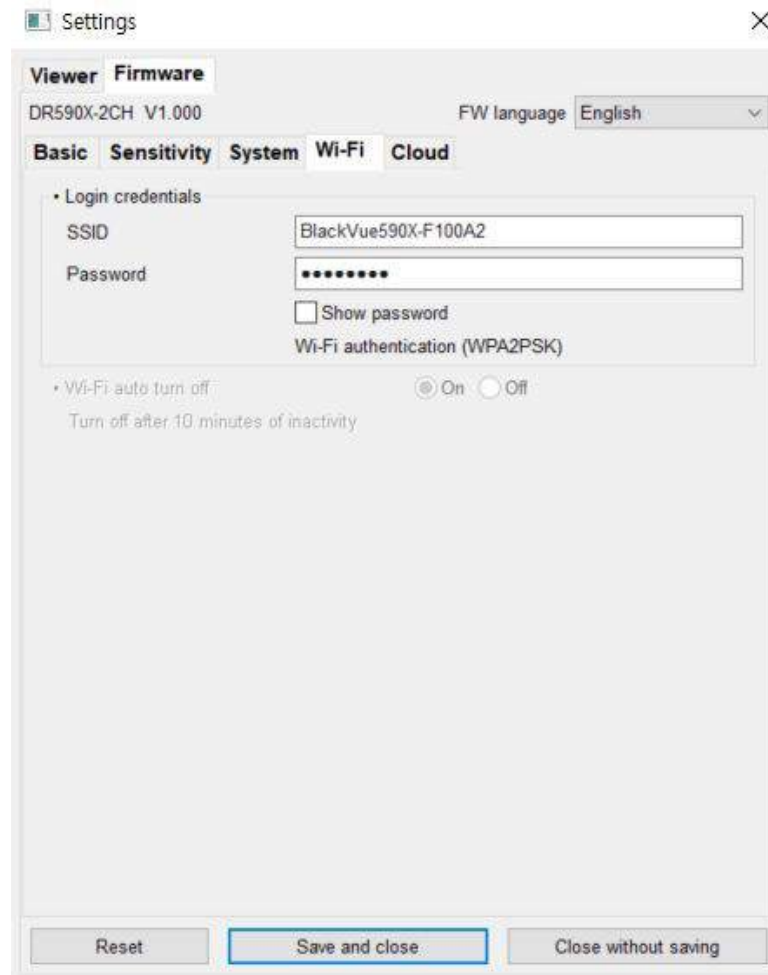 Settings
Viewer Firmware
DR590X-2CH V1.000 FW language English
Basic Sensitivity System Wi-Fi Cloud
• Login credentials
SSID BlackVue590X-F100A2
Password ••••••••
Show password
Wi-Fi authentication (WPA2PSK)
• Wi-Fi auto turn off On Off
Turn off after 10 minutes of inactivity
Reset Save and close Close without saving